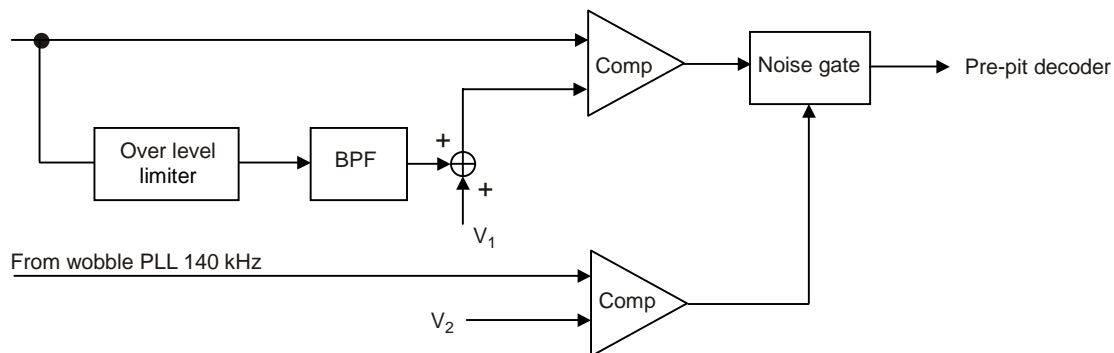 Comp
Noise gate
Pre-pit decoder
Over level
limiter
BPF
+
+
V1
From wobble PLL 140 kHz
Comp
V2